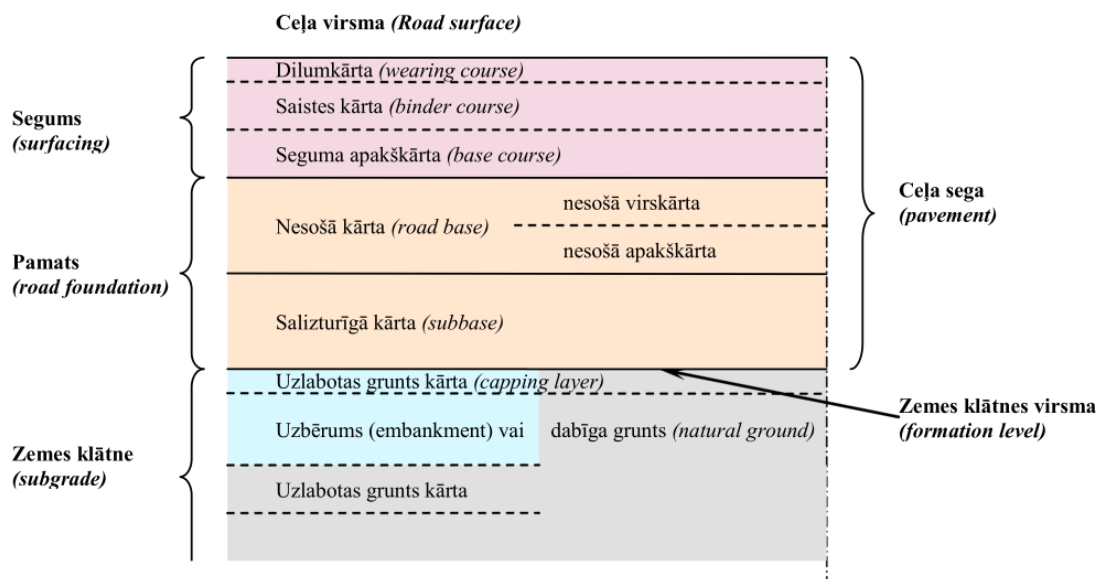 Ceļa virsma (Road surface)
Segums
(surfacing)
Dilumkārta (wearing course)
Saistes kārta (binder course)
Seguma apakškārta (base course)
Pamats
(road foundation)
Nesošā kārta (road base)
nesošā virskārta
nesošā apakškārta
Salizturīgā kārta (subbase)
Ceļa sega
(pavement)
Zemes klātne
(subgrade)
Uzlabotas grunts kārta (capping layer)
Uzbērums (embankment) vai
dabīga grunts (natural ground)
Uzlabotas grunts kārta
Zemes klātnes virsma
(formation level)